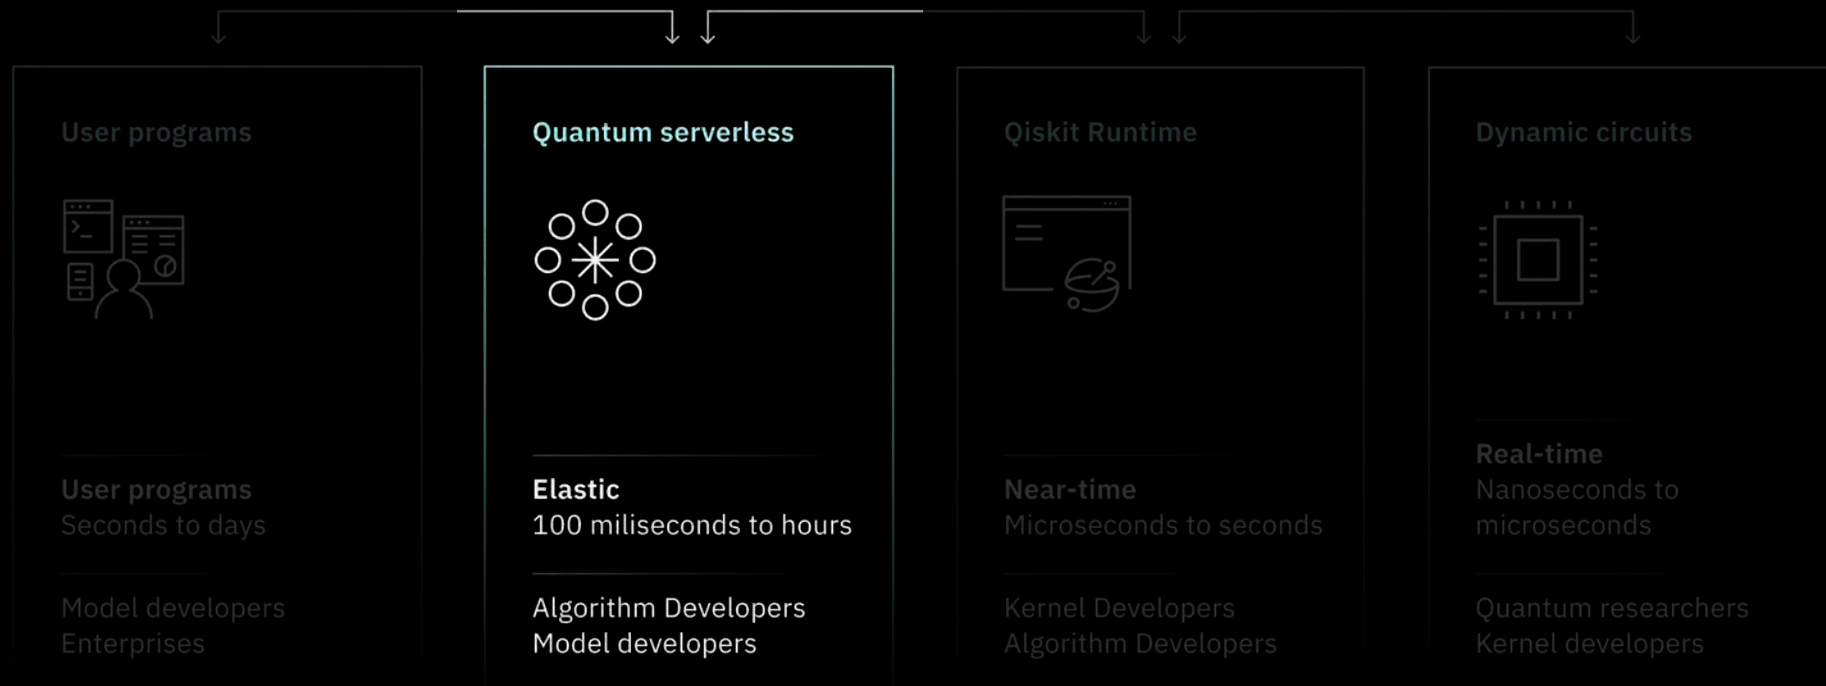 User programs
User programs
Seconds to days
Model developers
Enterprises
Quantum serverless
Elastic
100 miliseconds to hours
Algorithm Developers
Model developers
Qiskit Runtime
Near-time
Microseconds to seconds
Kernel Developers
Algorithm Developers
Dynamic circuits
Real-time
Nanoseconds to
microseconds
Quantum researchers
Kernel developers